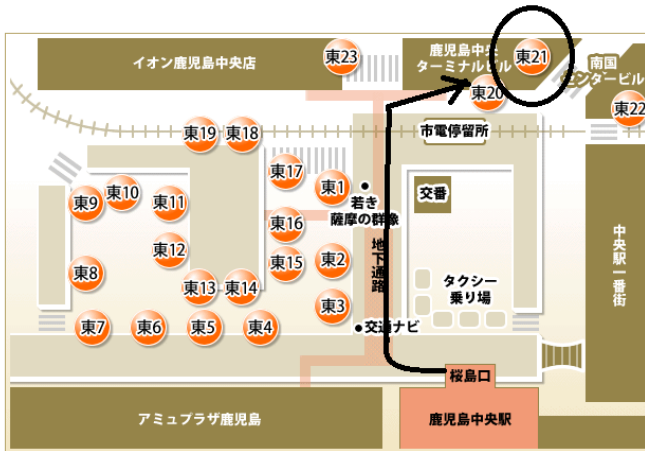 イオン鹿児島中央店
東23
鹿児島中央
ターミナルビル
東21
東20
南国
センタービル
東22
東19
東18
市電停留所
東17
東1
若き
薩摩の群像
交番
東9
東10
東11
東16
東12
東15
東2
地下通路
東8
東13
東14
東3
タクシー
乗り場
中央駅一番街
東7
東6
東5
東4
交通ナビ
桜島口
アミュプラザ鹿児島
鹿児島中央駅